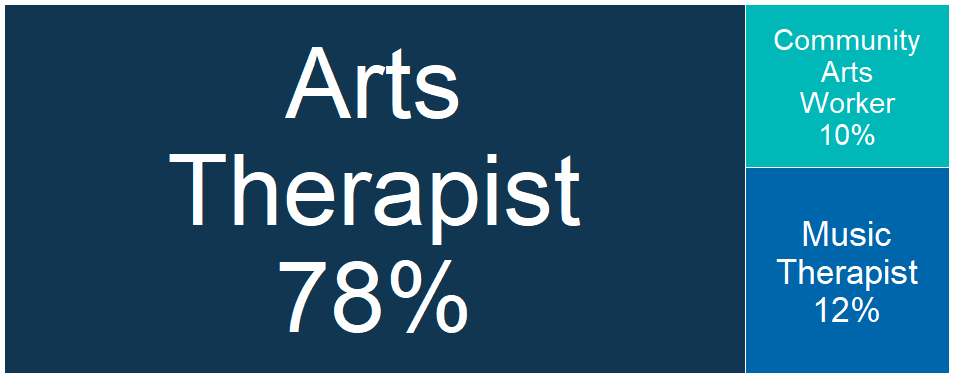 Arts
Therapist
78%
Community
Arts
Worker
10%
Music
Therapist
12%